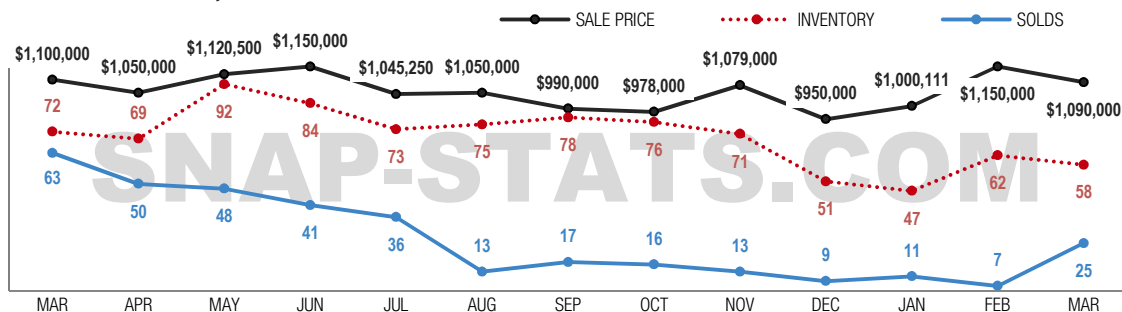 SALE PRICE INVENTORY SOLDS
$1,100,000 $1,050,000 $1,120,500 $1,150,000 $1,045,250 $1,050,000 $990,000 $978,000 $1,079,000 $950,000 $1,000,111 $1,150,000 $1,090,000
72 69 92 84 73 75 78 76 71 51 47 62 58
SNAP-STATS.COM
63 50 48 41 36 13 17 16 13 9 11 7 25
MAR APR MAY JUN JUL AUG SEP OCT NOV DEC JAN FEB MAR